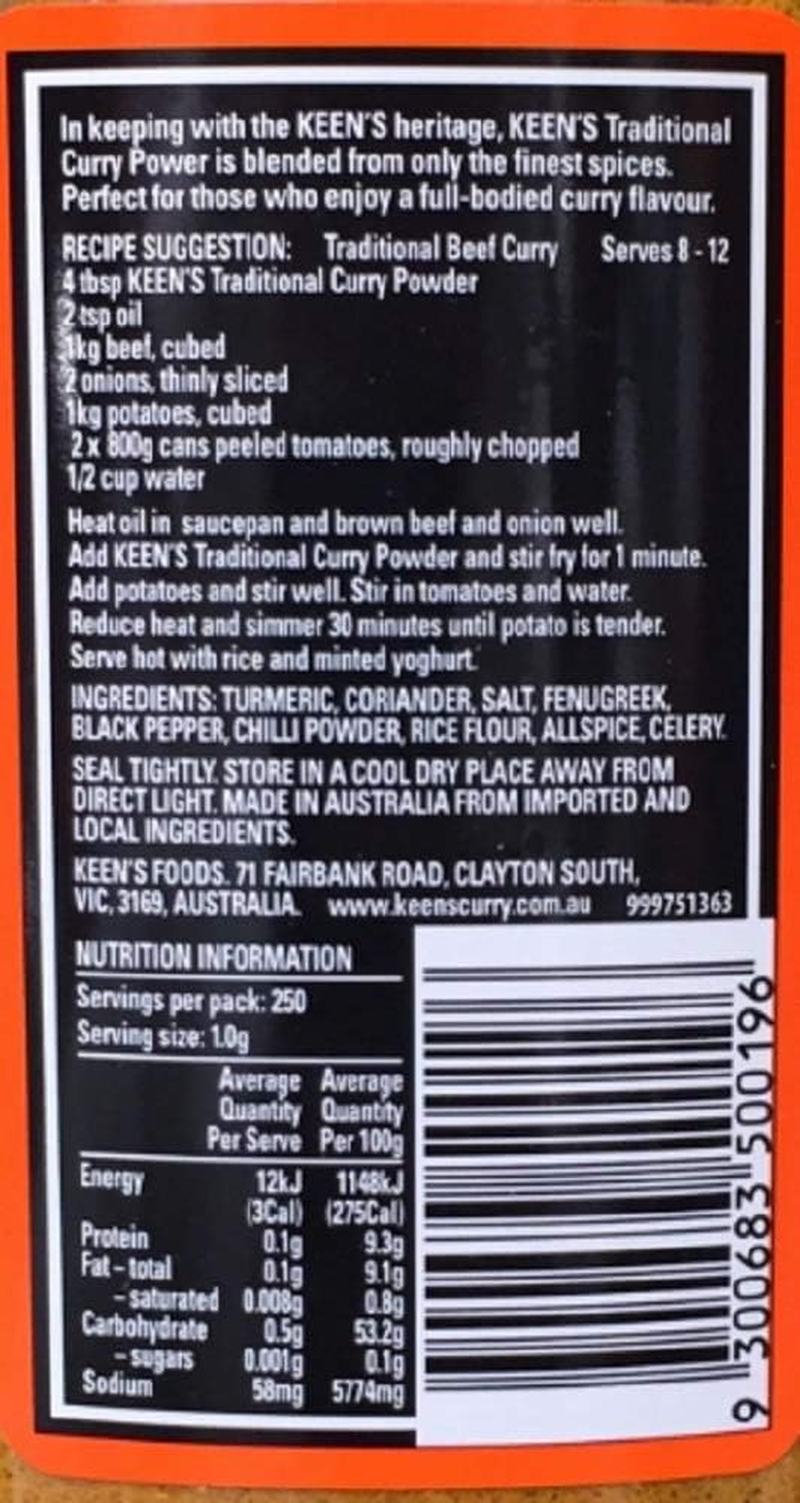 In keeping with the KEEN'S heritage, KEEN'S Traditional
Curry Power is blended from only the finest spices.
Perfect for those who enjoy a full-bodied curry flavour.
RECIPE SUGGESTION: Traditional Beef Curry Serves 8 - 12
4 tbsp KEEN'S Traditional Curry Powder
2 tsp oil
1kg beef, cubed
2 onions, thinly sliced
1kg potatoes, cubed
2 x 800g cans peeled tomatoes, roughly chopped
1/2 cup water
Heat oil in saucepan and brown beef and onion well.
Add KEEN'S Traditional Curry Powder and stir fry for 1 minute.
Add potatoes and stir well. Stir in tomatoes and water.
Reduce heat and simmer 30 minutes until potato is tender.
Serve hot with rice and minted yoghurt.
INGREDIENTS: TURMERIC, CORIANDER, SALT, FENUGREEK,
BLACK PEPPER, CHILLI POWDER, RICE FLOUR, ALLSPICE, CELERY.
SEAL TIGHTLY. STORE IN A COOL DRY PLACE AWAY FROM
DIRECT LIGHT. MADE IN AUSTRALIA FROM IMPORTED AND
LOCAL INGREDIENTS.
KEEN'S FOODS. 71 FAIRBANK ROAD, CLAYTON SOUTH,
VIC, 3169, AUSTRALIA. www.keenscurry.com.au 999751363
NUTRITION INFORMATION
Servings per pack: 250
Serving size: 1.0g
Average Average
Quantity Quantity
Per Serve Per 100g
Energy 12kJ 1148kJ
(3Cal) (275Cal)
Protein 0.1g 9.3g
Fat - total 0.1g 9.1g
- saturated 0.008g 0.8g
Carbohydrate 0.5g 53.2g
- sugars 0.001g 0.1g
Sodium 58mg 5774mg
9 300683 500196